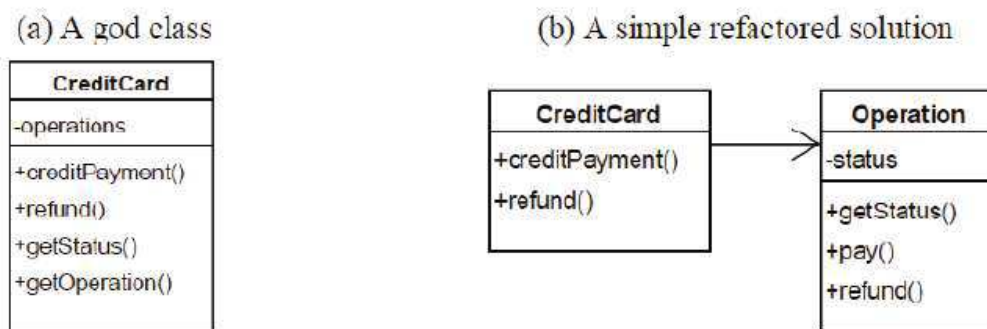 (a) A god class
CreditCard
-operations
+creditPayment()
+refund()
+getStatus()
+getOperation()
(b) A simple refactored solution
CreditCard
+creditPayment()
+refund()
Operation
-status
+getStatus()
+pay()
+refund()